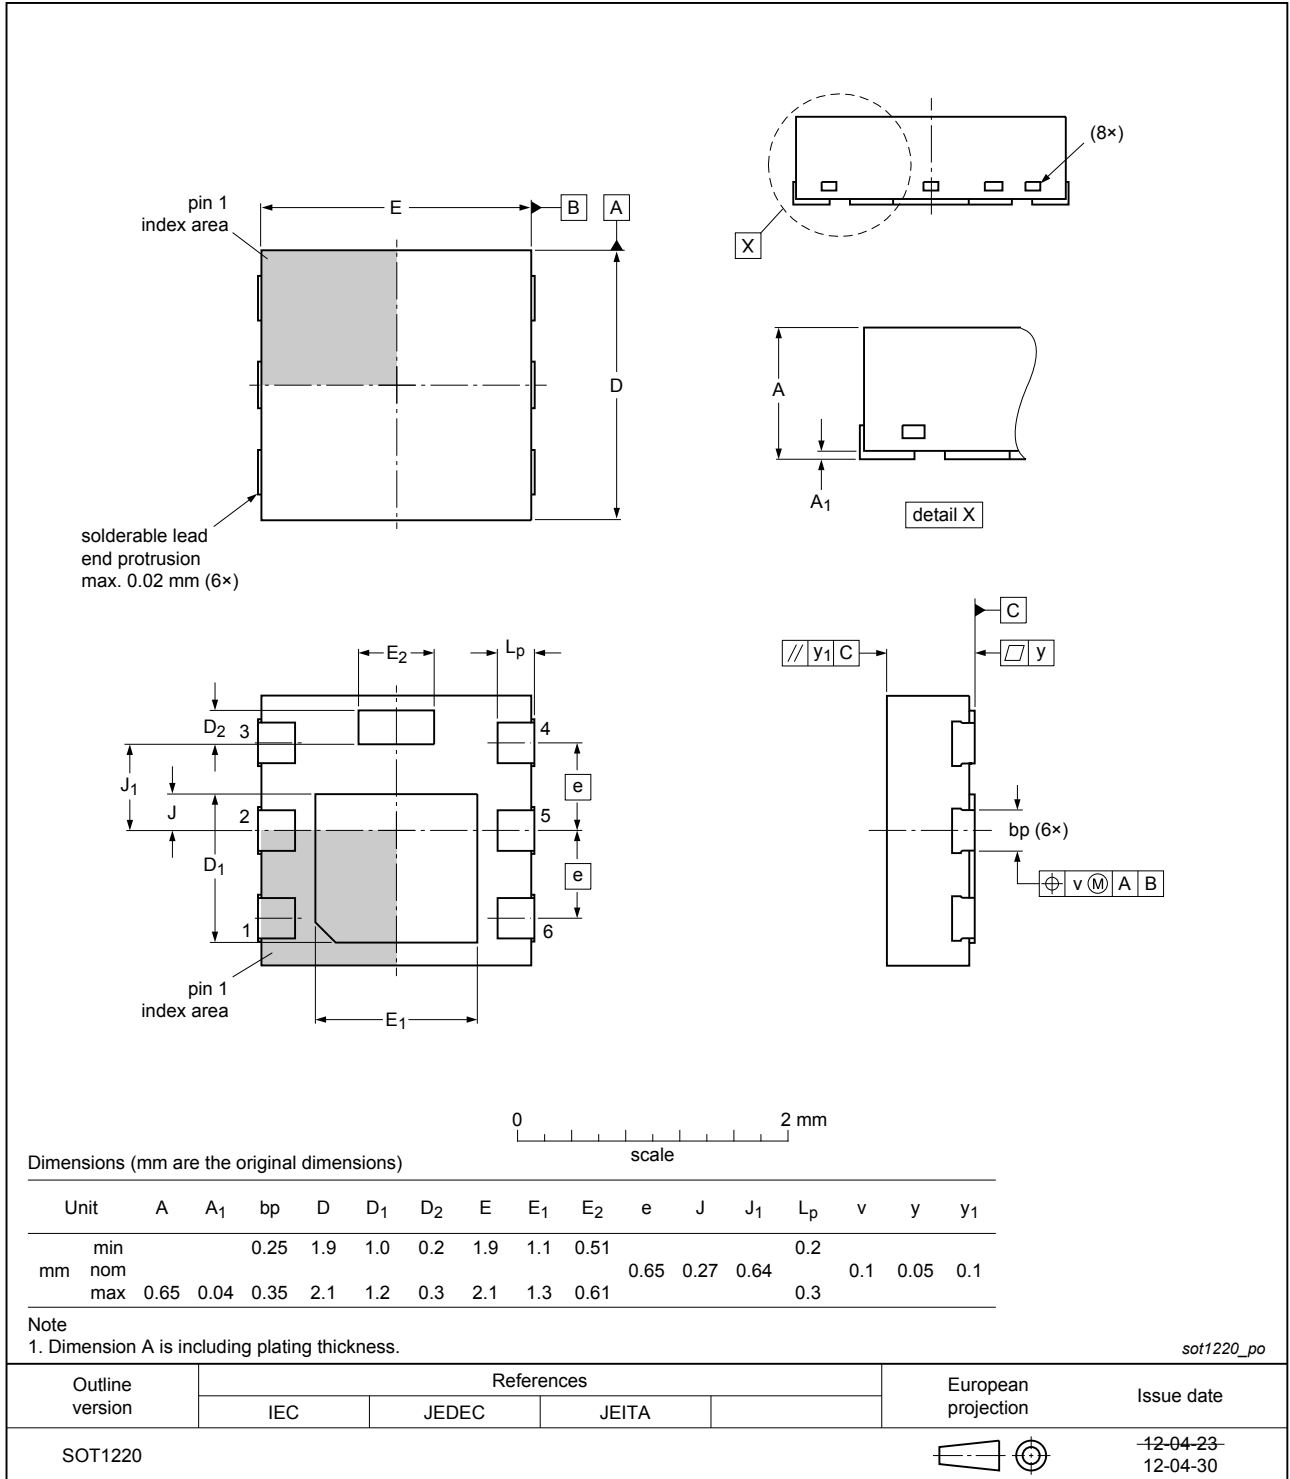 (8×)
pin 1
index area
E
B
A
X
D
A
A1
detail X
solderable lead
end protrusion
max. 0.02 mm (6×)
C
E2
Lp
// y1 C
y
D2
3
4
J1
e
J
2
5
bp (6×)
D1
e
v M A B
1
6
pin 1
index area
E1
0 2 mm
scale
Dimensions (mm are the original dimensions)
Unit A A1 bp D D1 D2 E E1 E2 e J J1 Lp v y y1
min 0.25 1.9 1.0 0.2 1.9 1.1 0.51 0.2
mm nom 0.65 0.27 0.64 0.1 0.05 0.1
max 0.65 0.04 0.35 2.1 1.2 0.3 2.1 1.3 0.61 0.3
Note
1. Dimension A is including plating thickness.
sot1220_po
Outline version References European projection Issue date
IEC JEDEC JEITA
SOT1220
12-04-23
12-04-30